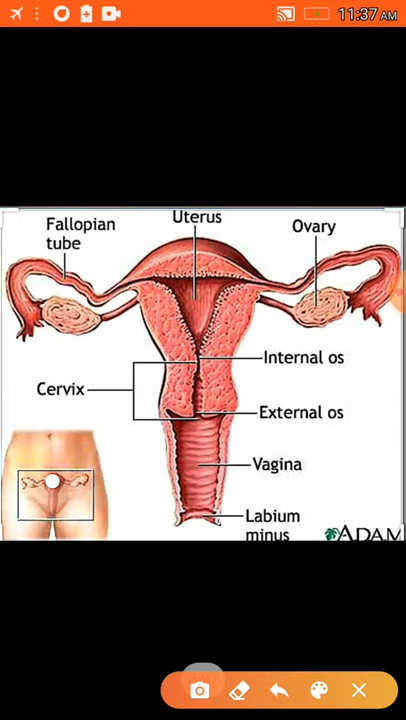 11:37 AM
Uterus
Fallopian
tube
Ovary
Internal os
Cervix
External os
Vagina
Labium
minus
ADAM